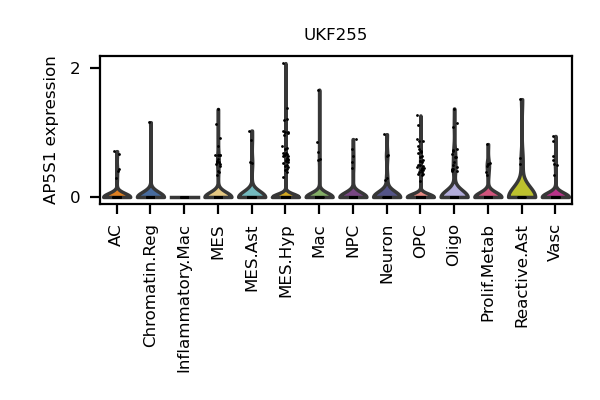 UKF255
AP5S1 expression
2
0
AC
Chromatin.Reg
Inflammatory.Mac
MES
MES.Ast
MES.Hyp
Mac
NPC
Neuron
OPC
Oligo
Prolif.Metab
Reactive.Ast
Vasc